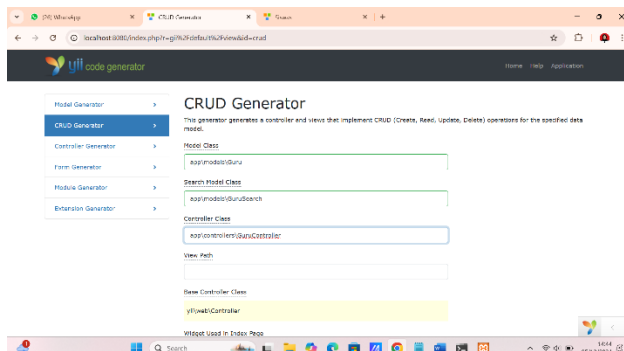 (34) WhatsApp
CRUD Generator
localhost:8080/index.php?r=gii%2Fdefault%2Fview&id=crud
yii code generator
Home Help Application
Model Generator
CRUD Generator
Controller Generator
Form Generator
Module Generator
Extension Generator
CRUD Generator
This generator generates a controller and views that implement CRUD (Create, Read, Update, Delete) operations for the specified data
model.
Model Class
app\models\Guru
Search Model Class
app\models\GuruSearch
Controller Class
app\controllers\GuruController
View Path
Base Controller Class
yii\web\Controller
Widget Used in Index Page
Search